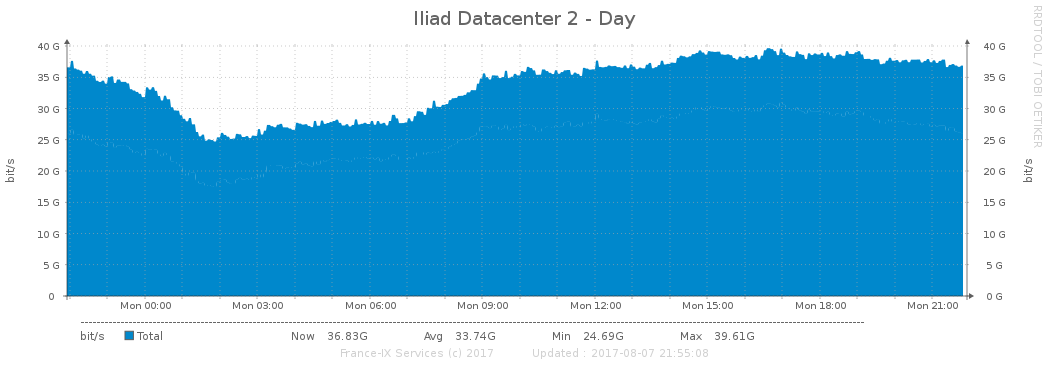 Iliad Datacenter 2 - Day
RRDTOOL / TOBI OETIKER
bit/s
40 G
35 G
30 G
25 G
20 G
15 G
10 G
5 G
0
40 G
35 G
30 G
25 G
20 G
15 G
10 G
5 G
0 G
bit/s
Mon 00:00 Mon 03:00 Mon 06:00 Mon 09:00 Mon 12:00 Mon 15:00 Mon 18:00 Mon 21:00
bit/s Total Now 36.83G Avg 33.74G Min 24.69G Max 39.61G
France-IX Services (c) 2017 Updated : 2017-08-07 21:55:08